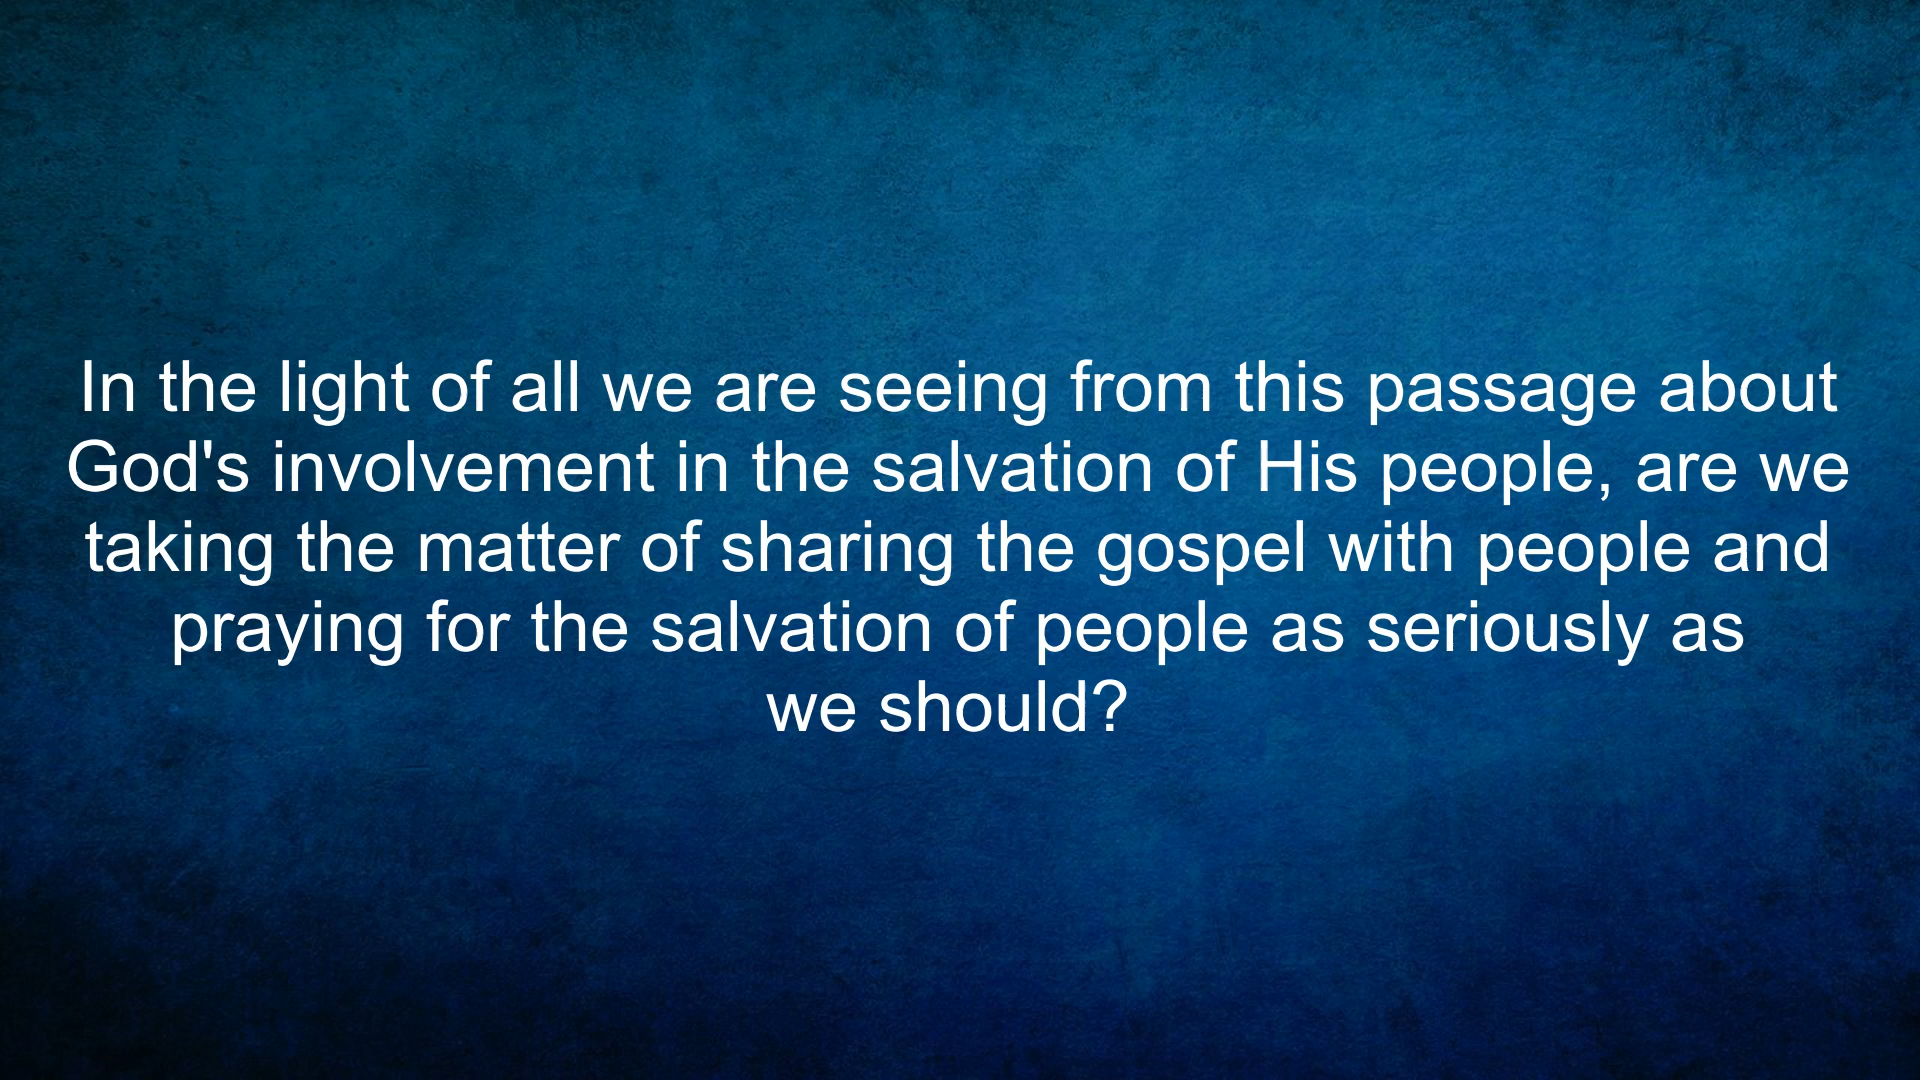 In the light of all we are seeing from this passage about
God's involvement in the salvation of His people, are we
taking the matter of sharing the gospel with people and
praying for the salvation of people as seriously as
we should?